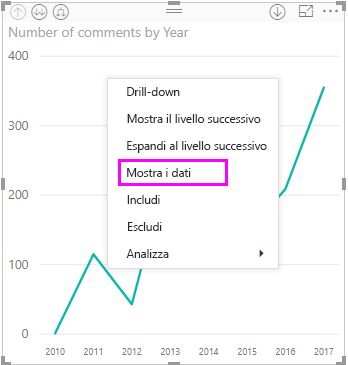 Number of comments by Year
400
Drill-down
Mostra il livello successivo
Espandi al livello successivo
300
Mostra i dati
200
Includi
Escludi
Analizza
100
0
2010 2011 2012 2013 2014 2015 2016 2017